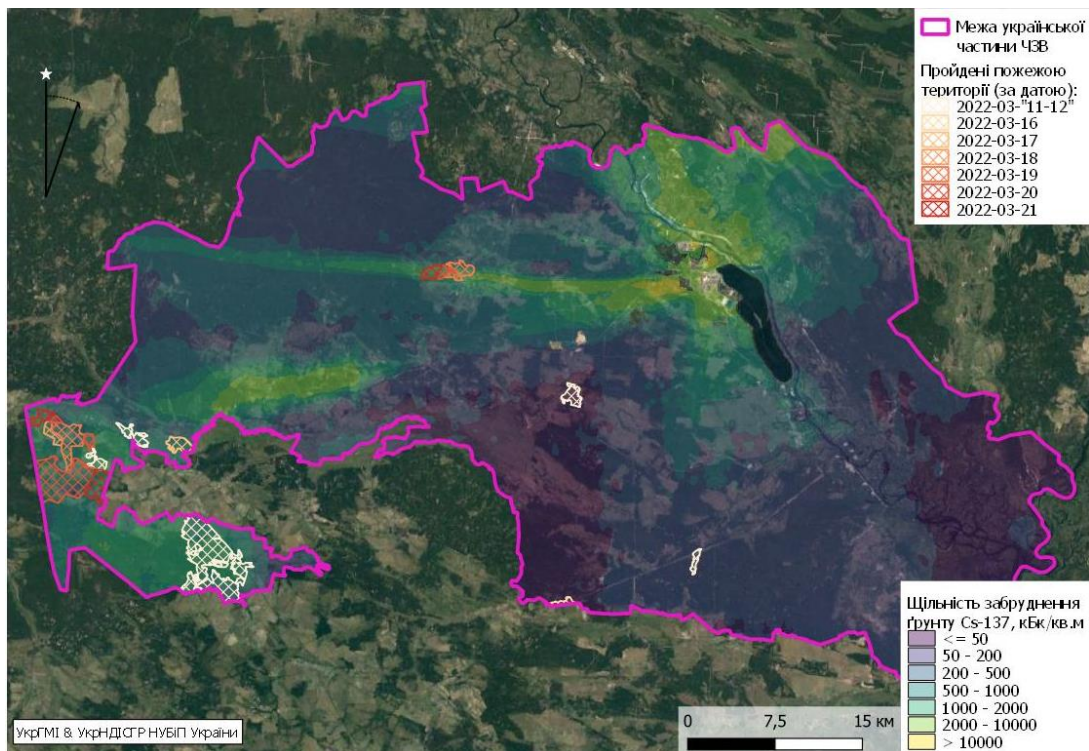 Межа української
частини ЧЗВ
Пройдені пожежою
території (за датою):
2022-03-"11-12"
2022-03-16
2022-03-17
2022-03-18
2022-03-19
2022-03-20
2022-03-21
Щільність забруднення
ґрунту Cs-137, кБк/кв.м
<= 50
50 - 200
200 - 500
500 - 1000
1000 - 2000
2000 - 10000
> 10000
0 7,5 15 км
УкрГМІ & УкрНДІСГР НУБіП України